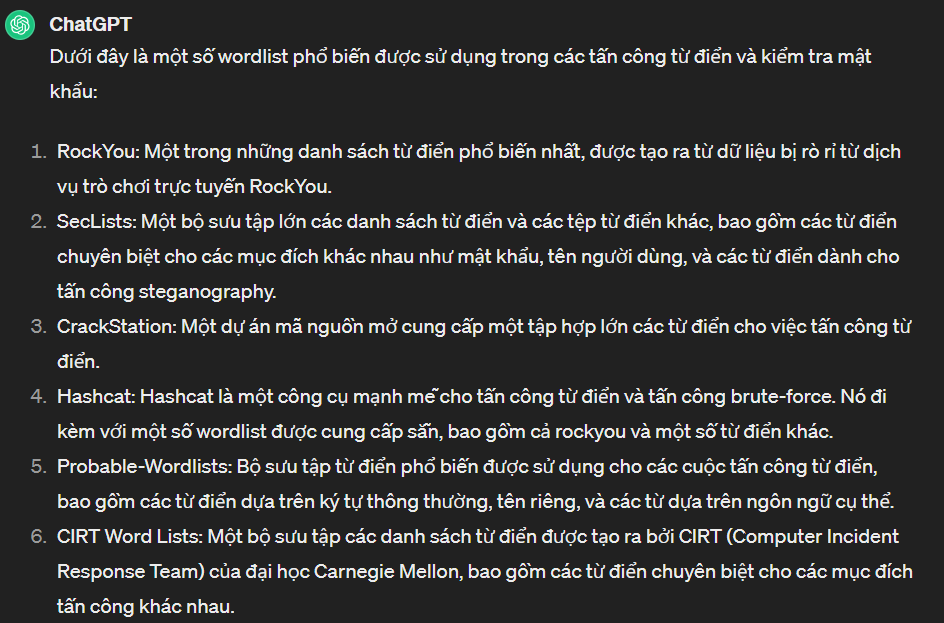 ChatGPT
Dưới đây là một số wordlist phổ biến được sử dụng trong các tấn công từ điển và kiểm tra mật
khẩu:
1. RockYou: Một trong những danh sách từ điển phổ biến nhất, được tạo ra từ dữ liệu bị rò rỉ từ dịch
vụ trò chơi trực tuyến RockYou.
2. SecLists: Một bộ sưu tập lớn các danh sách từ điển và các tệp từ điển khác, bao gồm các từ điển
chuyên biệt cho các mục đích khác nhau như mật khẩu, tên người dùng, và các từ điển dành cho
tấn công steganography.
3. CrackStation: Một dự án mã nguồn mở cung cấp một tập hợp lớn các từ điển cho việc tấn công từ
điển.
4. Hashcat: Hashcat là một công cụ mạnh mẽ cho tấn công từ điển và tấn công brute-force. Nó đi
kèm với một số wordlist được cung cấp sẵn, bao gồm cả rockyou và một số từ điển khác.
5. Probable-Wordlists: Bộ sưu tập từ điển phổ biến được sử dụng cho các cuộc tấn công từ điển,
bao gồm các từ điển dựa trên ký tự thông thường, tên riêng, và các từ dựa trên ngôn ngữ cụ thể.
6. CIRT Word Lists: Một bộ sưu tập các danh sách từ điển được tạo ra bởi CIRT (Computer Incident
Response Team) của đại học Carnegie Mellon, bao gồm các từ điển chuyên biệt cho các mục đích
tấn công khác nhau.